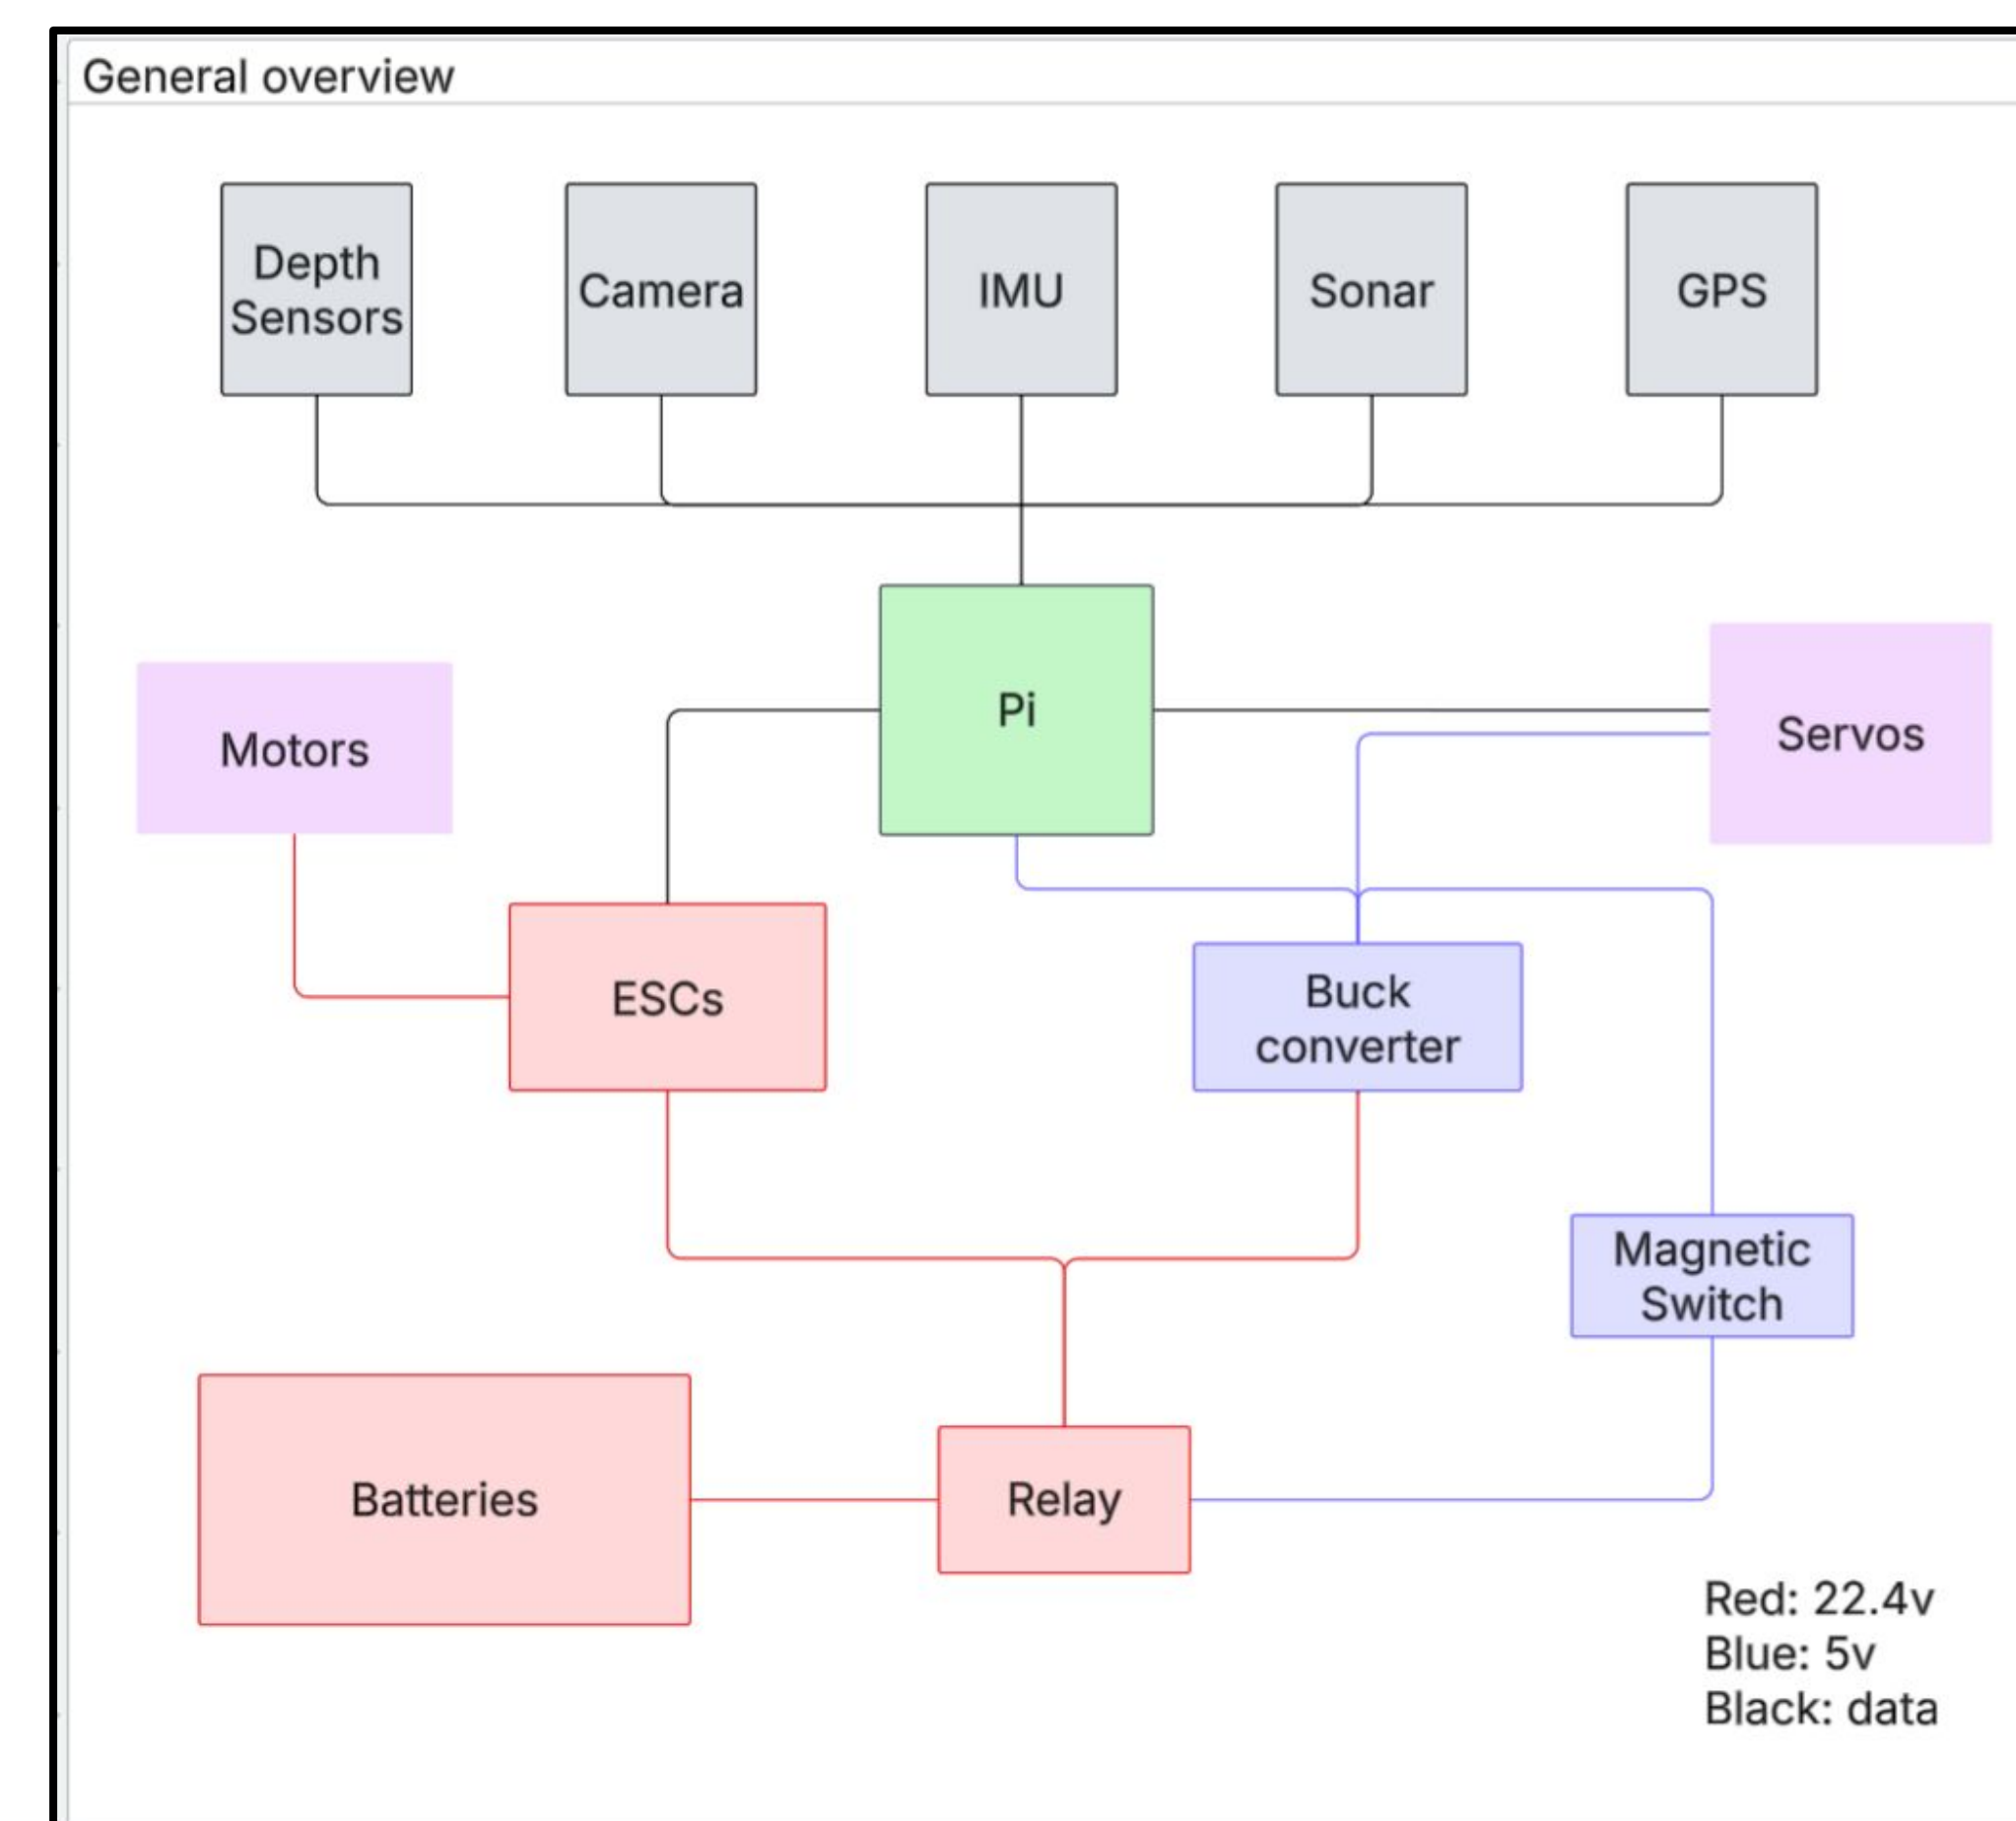 General overview
Depth
Sensors
Camera
IMU
Sonar
GPS
Pi
Motors
Servos
ESCs
Buck
converter
Magnetic
Switch
Batteries
Relay
Red: 22.4v
Blue: 5v
Black: data